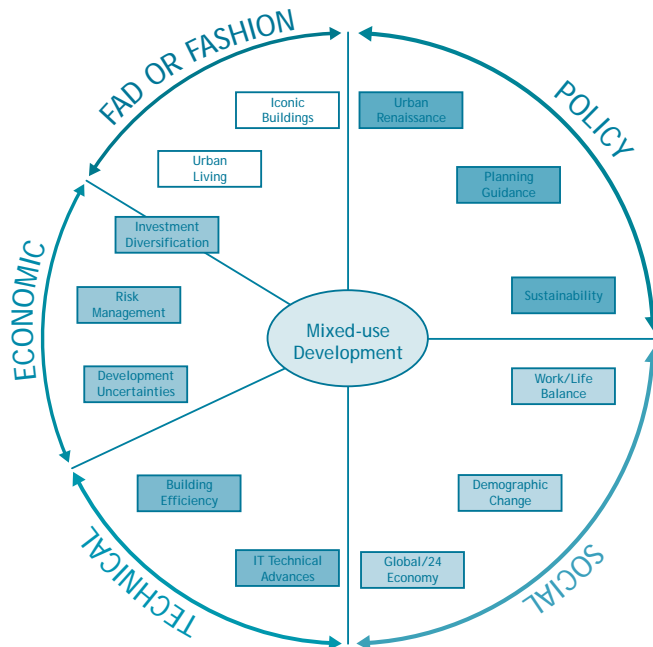 FAD OR FASHION
POLICY
Iconic
Buildings
Urban
Renaissance
Urban
Living
Planning
Guidance
Investment
Diversification
ECONOMIC
Risk
Management
Sustainability
Mixed-use
Development
Development
Uncertainties
Work/Life
Balance
Building
Efficiency
Demographic
Change
IT Technical
Advances
Global/24
Economy
TECHNICAL
SOCIAL